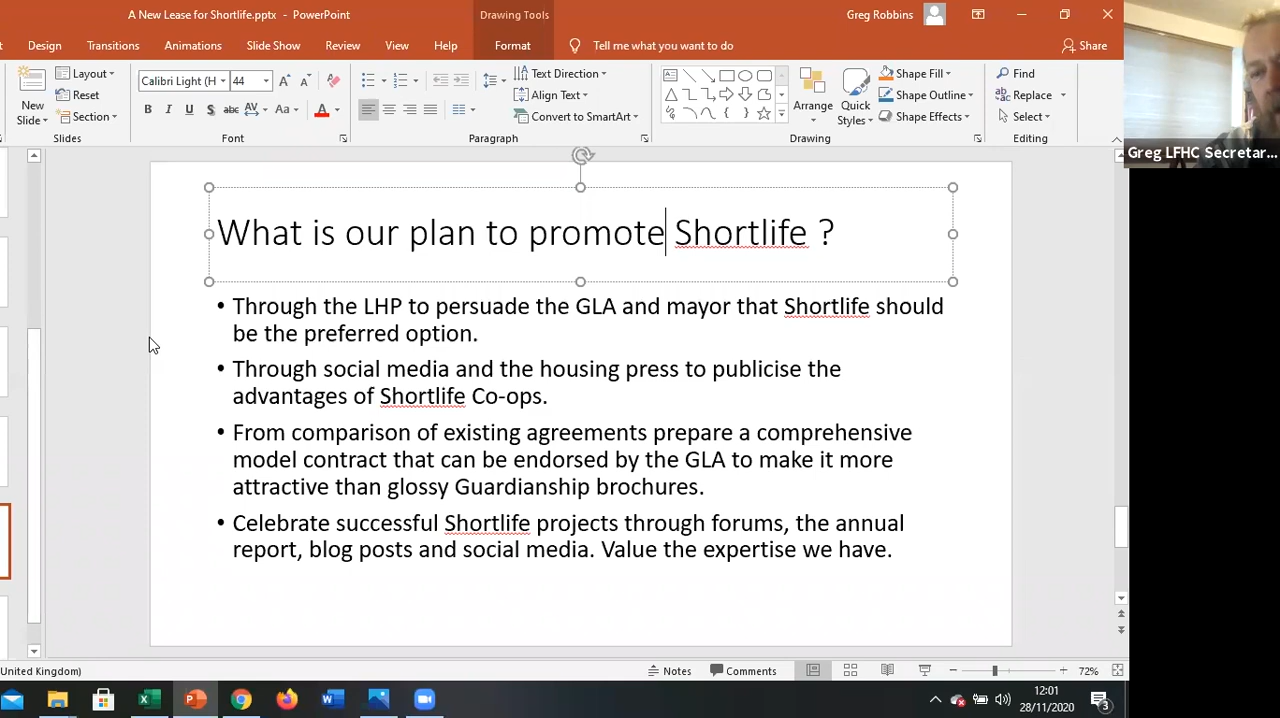 A New Lease for Shortlife.pptx - PowerPoint
Drawing Tools
Greg Robbins
Design Transitions Animations Slide Show Review View Help Format Tell me what you want to do Share
New Slide
Layout
Reset
Section
Slides
Calibri Light (H 44
Font
Paragraph
Text Direction
Align Text
Convert to SmartArt
Arrange
Quick Styles
Shape Fill
Shape Outline
Shape Effects
Drawing
Find
Replace
Select
Editing
Greg LFHC Secretar...
What is our plan to promote Shortlife ?
• Through the LHP to persuade the GLA and mayor that Shortlife should
be the preferred option.
• Through social media and the housing press to publicise the
advantages of Shortlife Co-ops.
• From comparison of existing agreements prepare a comprehensive
model contract that can be endorsed by the GLA to make it more
attractive than glossy Guardianship brochures.
• Celebrate successful Shortlife projects through forums, the annual
report, blog posts and social media. Value the expertise we have.
United Kingdom)
Notes Comments 72%
12:01
28/11/2020
3